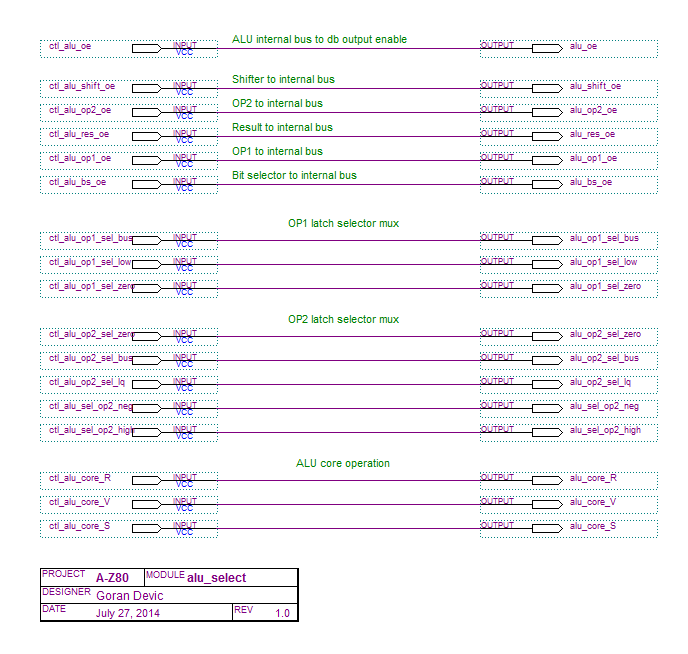 ctl_alu_oe INPUT VCC ALU internal bus to db output enable OUTPUT alu_oe
ctl_alu_shift_oe INPUT VCC Shifter to internal bus OUTPUT alu_shift_oe
ctl_alu_op2_oe INPUT VCC OP2 to internal bus OUTPUT alu_op2_oe
ctl_alu_res_oe INPUT VCC Result to internal bus OUTPUT alu_res_oe
ctl_alu_op1_oe INPUT VCC OP1 to internal bus OUTPUT alu_op1_oe
ctl_alu_bs_oe INPUT VCC Bit selector to internal bus OUTPUT alu_bs_oe
OP1 latch selector mux
ctl_alu_op1_sel_bus INPUT VCC OUTPUT alu_op1_sel_bus
ctl_alu_op1_sel_low INPUT VCC OUTPUT alu_op1_sel_low
ctl_alu_op1_sel_zero INPUT VCC OUTPUT alu_op1_sel_zero
OP2 latch selector mux
ctl_alu_op2_sel_zero INPUT VCC OUTPUT alu_op2_sel_zero
ctl_alu_op2_sel_bus INPUT VCC OUTPUT alu_op2_sel_bus
ctl_alu_op2_sel_lq INPUT VCC OUTPUT alu_op2_sel_lq
ctl_alu_sel_op2_neg INPUT VCC OUTPUT alu_sel_op2_neg
ctl_alu_sel_op2_high INPUT VCC OUTPUT alu_sel_op2_high
ALU core operation
ctl_alu_core_R INPUT VCC OUTPUT alu_core_R
ctl_alu_core_V INPUT VCC OUTPUT alu_core_V
ctl_alu_core_S INPUT VCC OUTPUT alu_core_S
PROJECT A-Z80 MODULE alu_select
DESIGNER Goran Devic
DATE July 27, 2014 REV 1.0